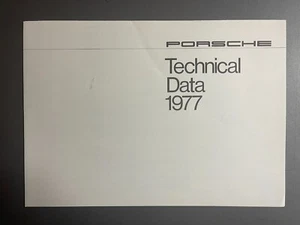 PORSCHE
Technical
Data
1977